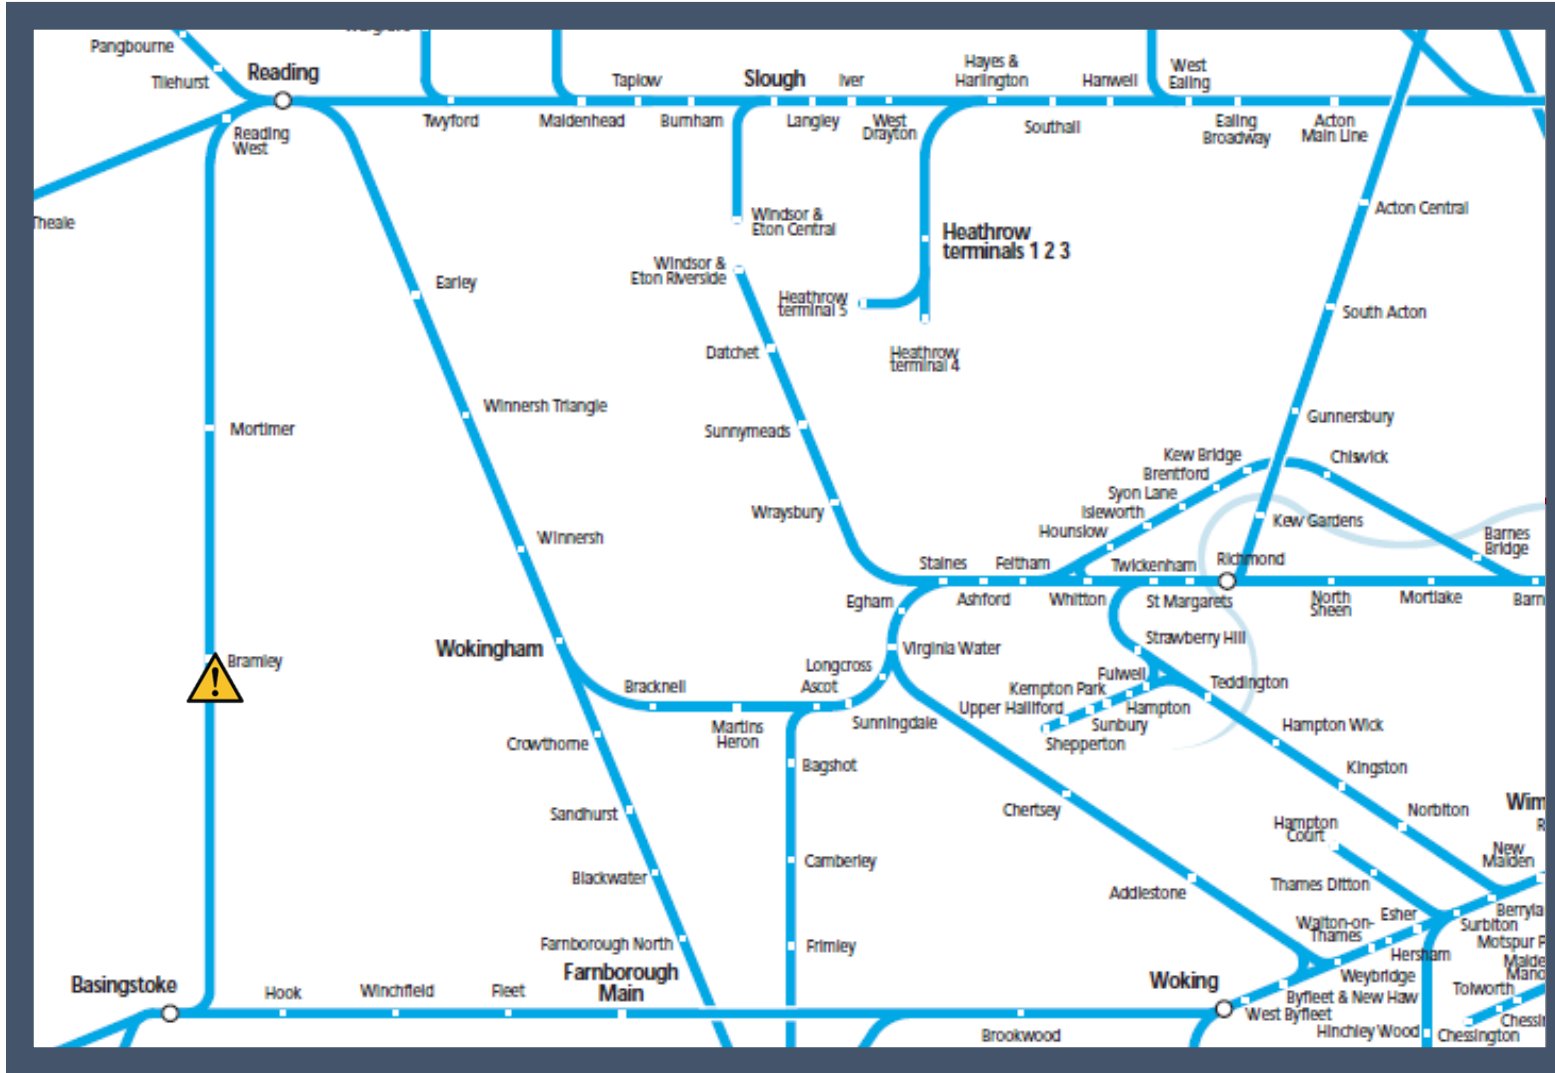 Pangbourne
Tilehurst
Reading
Reading
West
Theale
Twyford
Maidenhead
Taplow
Burnham
Slough
Langley
Iver
West
Drayton
Hayes &
Harlington
Southall
Hanwell
West
Ealing
Ealing
Broadway
Acton
Main Line
Windsor &
Eton Central
Windsor &
Eton Riverside
Heathrow
terminals 1 2 3
Heathrow
terminal 5
Heathrow
terminal 4
Acton Central
South Acton
Gunnersbury
Earley
Winnersh Triangle
Winnersh
Mortimer
Bramley
Datchet
Sunnymeads
Wraysbury
Kew Bridge
Brentford
Syon Lane
Isleworth
Hounslow
Chiswick
Kew Gardens
Barnes
Bridge
Staines
Feltham
Twickenham
Richmond
Egham
Ashford
Whitton
St Margarets
North
Sheen
Mortlake
Barn
Wokingham
Virginia Water
Longcross
Ascot
Sunningdale
Bracknell
Martins
Heron
Strawberry Hill
Fulwell
Teddington
Kempton Park
Upper Halliford
Hampton
Sunbury
Shepperton
Hampton Wick
Kingston
Norbiton
Crowthorne
Sandhurst
Blackwater
Farnborough North
Farnborough
Main
Bagshot
Camberley
Frimley
Chertsey
Addlestone
Hampton
Court
Thames Ditton
Wim
New
Malden
Walton-on-
Thames
Esher
Hersham
Surbiton
Berryla
Motspur P
Malde
Mano
Tolworth
Chessi
Chessington
Weybridge
Byfleet & New Haw
West Byfleet
Hinchley Wood
Woking
Brookwood
Basingstoke
Hook
Winchfield
Fleet